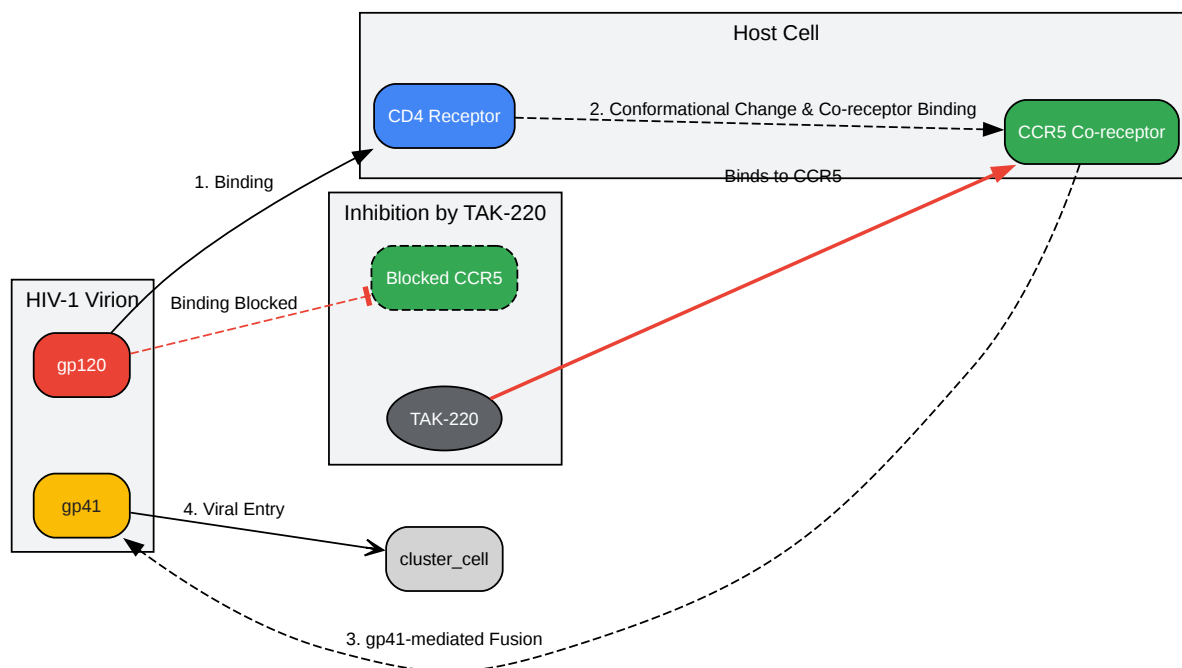 Host Cell
CD4 Receptor
2. Conformational Change & Co-receptor Binding
CCR5 Co-receptor
1. Binding
Binds to CCR5
Inhibition by TAK-220
Blocked CCR5
HIV-1 Virion
Binding Blocked
gp120
TAK-220
gp41
4. Viral Entry
cluster_cell
3. gp41-mediated Fusion